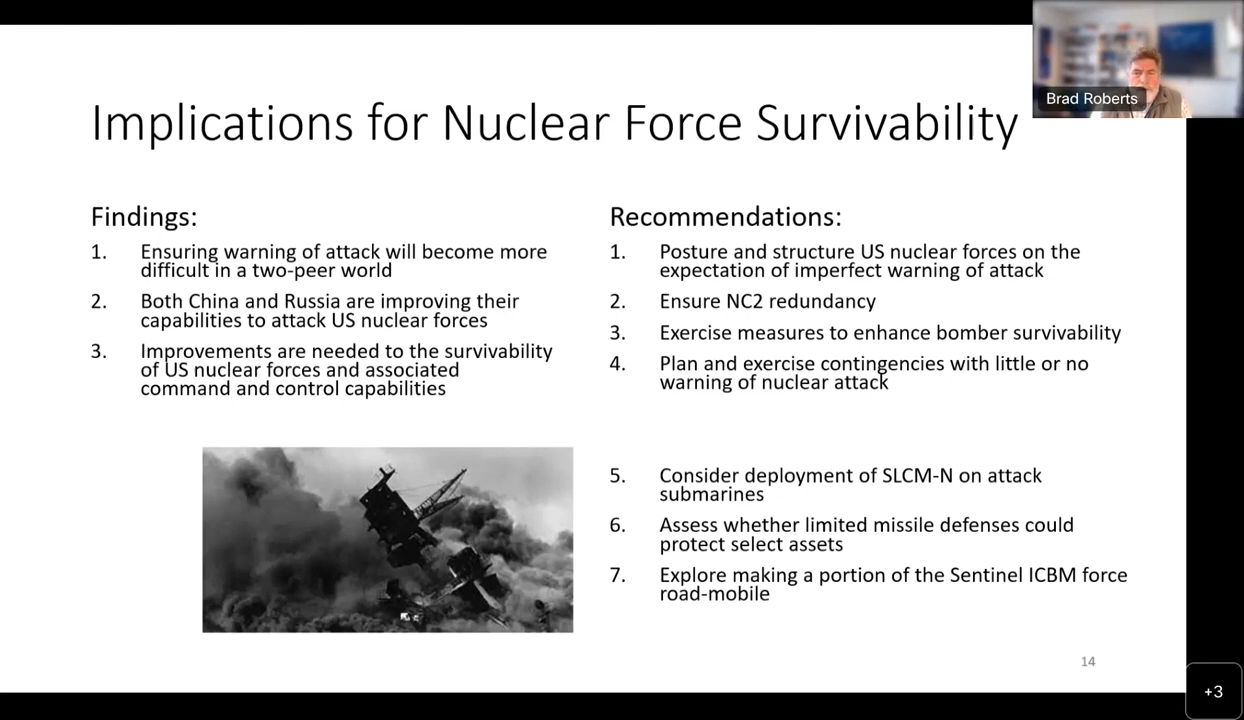 Brad Roberts
Implications for Nuclear Force Survivability
Findings:
1. Ensuring warning of attack will become more
difficult in a two-peer world
2. Both China and Russia are improving their
capabilities to attack US nuclear forces
3. Improvements are needed to the survivability
of US nuclear forces and associated
command and control capabilities
Recommendations:
1. Posture and structure US nuclear forces on the
expectation of imperfect warning of attack
2. Ensure NC2 redundancy
3. Exercise measures to enhance bomber survivability
4. Plan and exercise contingencies with little or no
warning of nuclear attack
5. Consider deployment of SLCM-N on attack
submarines
6. Assess whether limited missile defenses could
protect select assets
7. Explore making a portion of the Sentinel ICBM force
road-mobile
14
+3